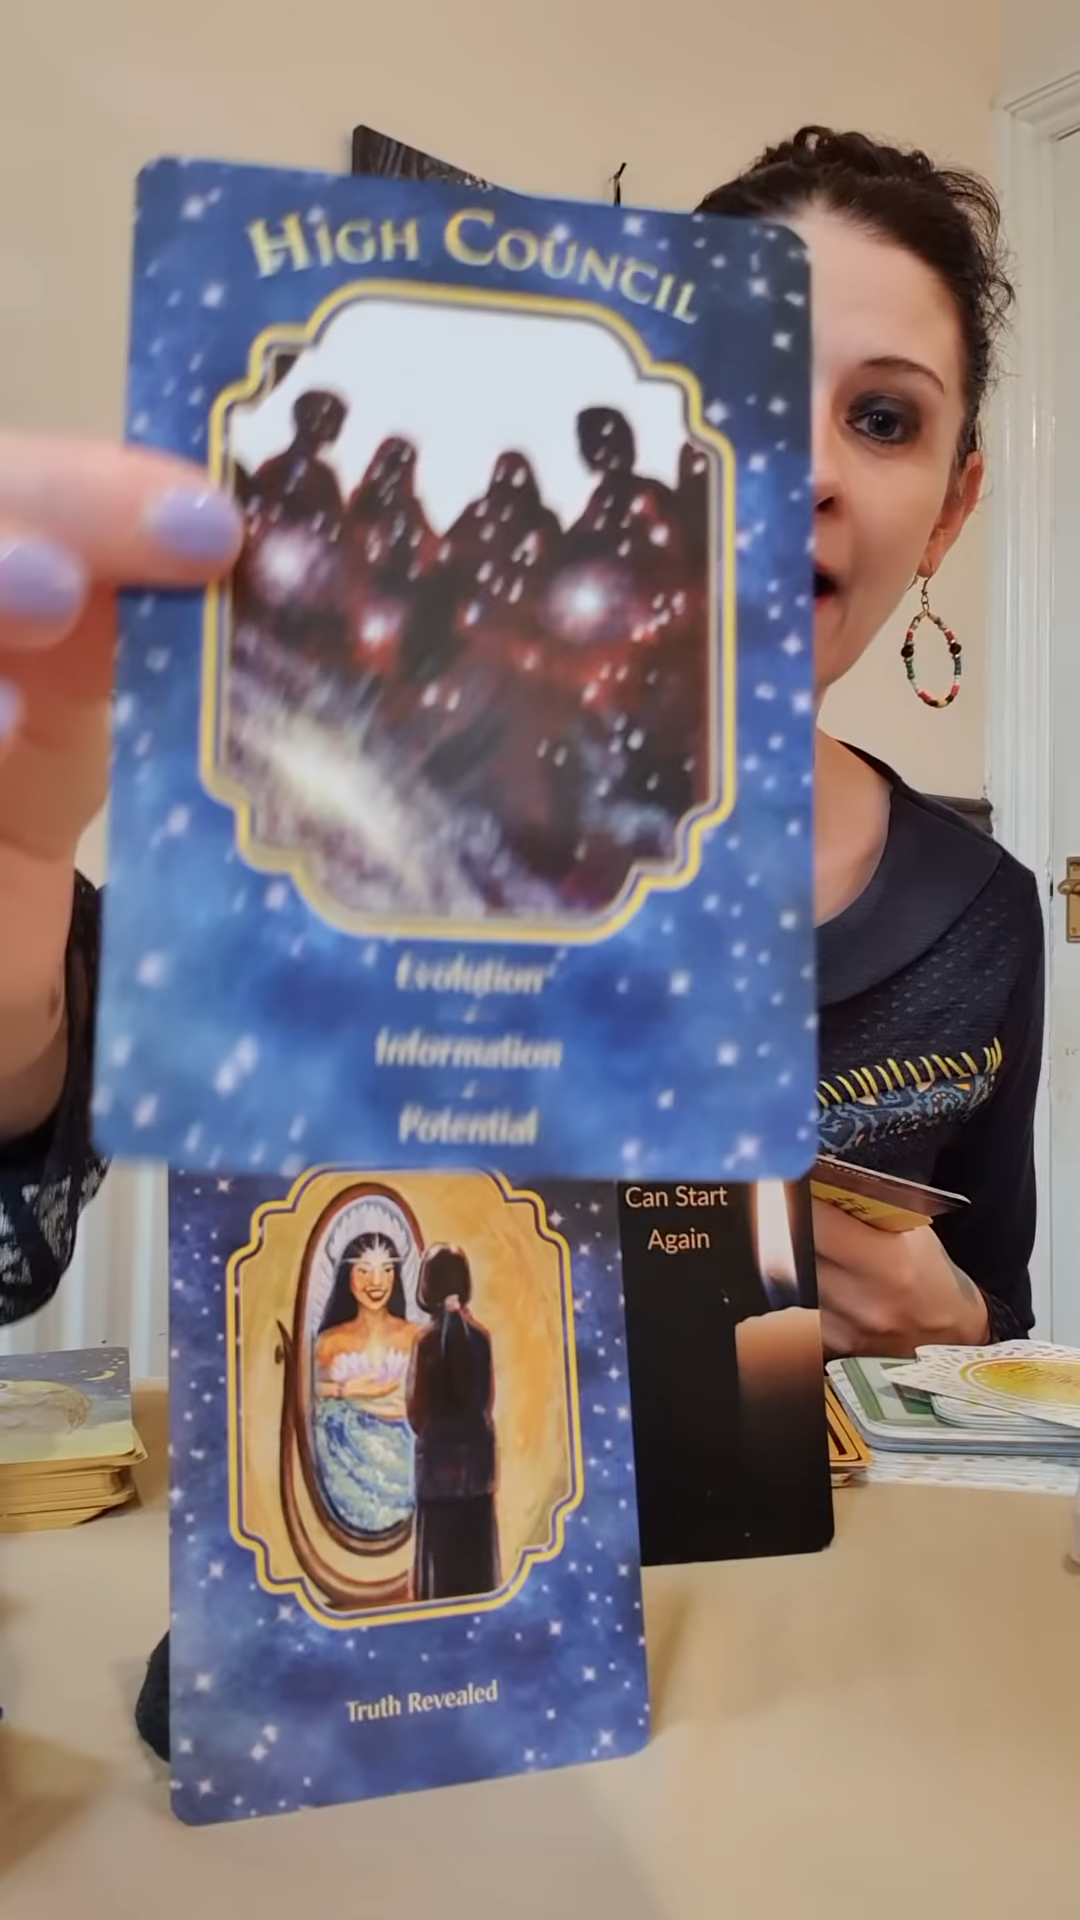 HIGH COUNCIL
Evolution
Information
Potential
Can Start
Again
Truth Revealed